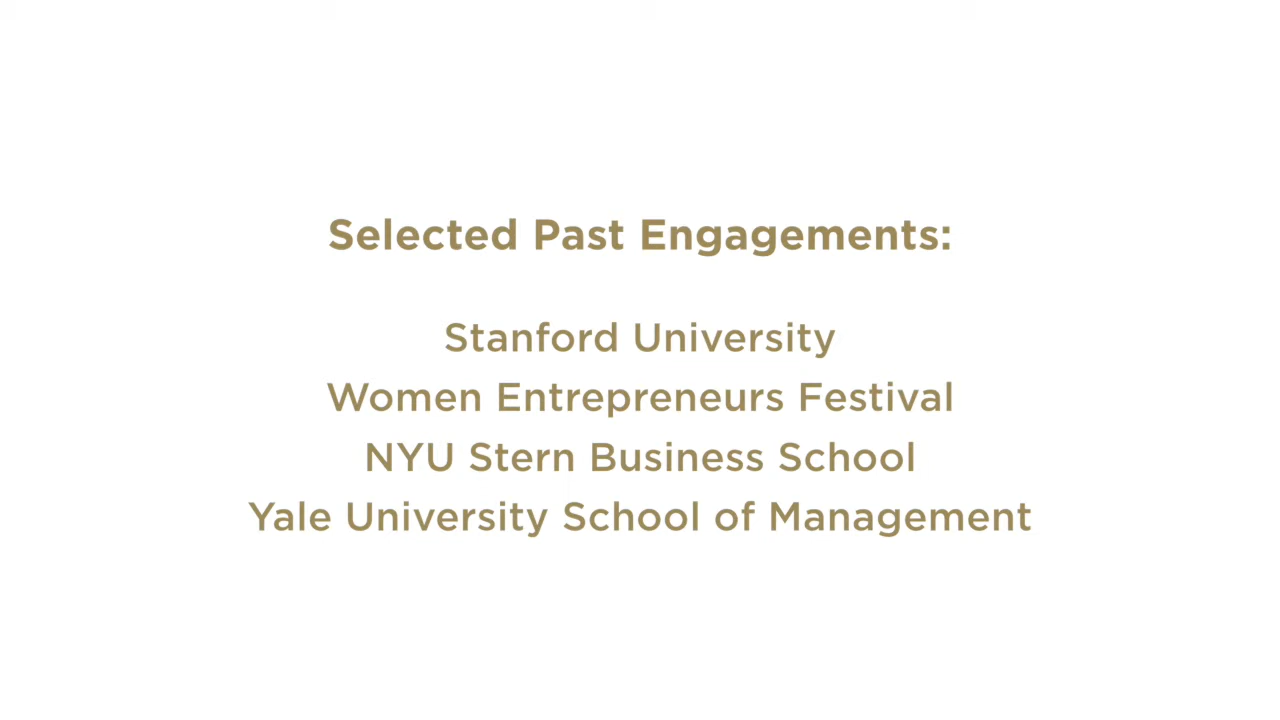 Selected Past Engagements:
Stanford University
Women Entrepreneurs Festival
NYU Stern Business School
Yale University School of Management